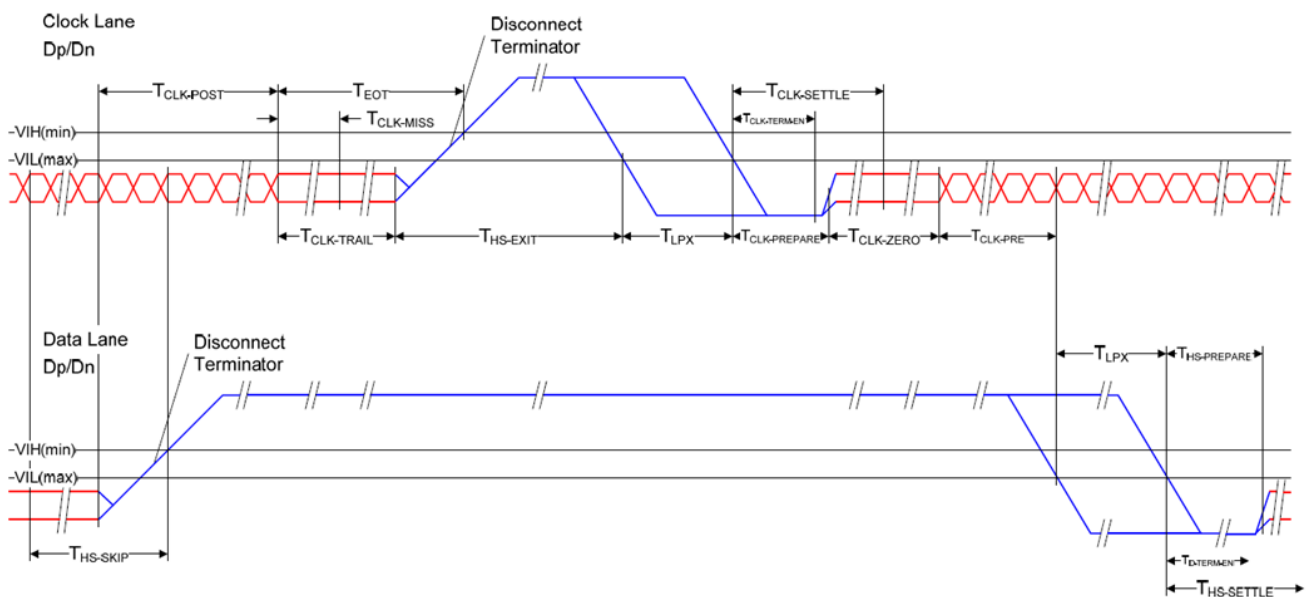 Clock Lane
Dp/Dn
Disconnect
Terminator
TCLK-POST
TEOT
TCLK-SETTLE
TCLK-MISS
TCLK-TERM-EN
VIH(min)
VIL(max)
TCLK-TRAIL
THS-EXIT
TLPX
TCLK-PREPARE
TCLK-ZERO
TCLK-PRE
Data Lane
Dp/Dn
Disconnect
Terminator
TLPX
THS-PREPARE
VIH(min)
VIL(max)
THS-SKIP
TD-TERM-EN
THS-SETTLE